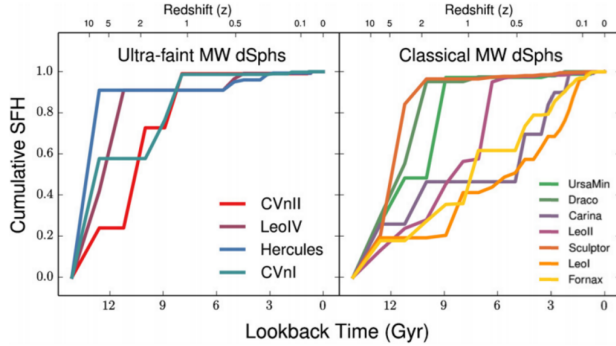 Redshift (z)
Redshift (z)
10 5 2 1 0.5 0.1
10 5 2 1 0.5 0.1
Ultra-faint MW dSphs
Classical MW dSphs
Cumulative SFH
1.0
0.8
0.6
0.4
0.2
0.0
CVnII
LeoIV
Hercules
CVnI
UrsaMin
Draco
Carina
LeoII
Sculptor
LeoI
Fornax
12 9 6 3 0
12 9 6 3 0
Lookback Time (Gyr)